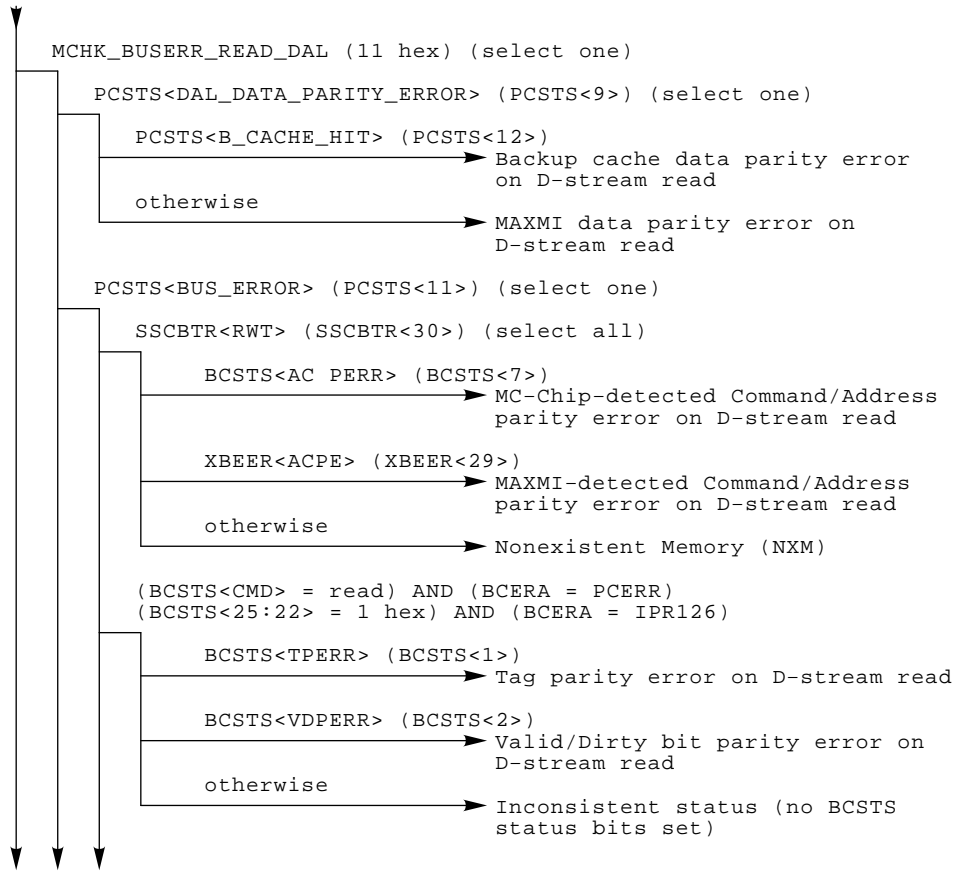 MCHK_BUSERR_READ_DAL (11 hex) (select one)
PCSTS<DAL_DATA_PARITY_ERROR> (PCSTS<9>) (select one)
PCSTS<B_CACHE_HIT> (PCSTS<12>)
Backup cache data parity error
on D-stream read
otherwise
MAXMI data parity error on
D-stream read
PCSTS<BUS_ERROR> (PCSTS<11>) (select one)
SSCBTR<RWT> (SSCBTR<30>) (select all)
BCSTS<AC PERR> (BCSTS<7>)
MC-Chip-detected Command/Address
parity error on D-stream read
XBEER<ACPE> (XBEER<29>)
MAXMI-detected Command/Address
parity error on D-stream read
otherwise
Nonexistent Memory (NXM)
(BCSTS<CMD> = read) AND (BCERA = PCERR)
(BCSTS<25:22> = 1 hex) AND (BCERA = IPR126)
BCSTS<TPERR> (BCSTS<1>)
Tag parity error on D-stream read
BCSTS<VDPERR> (BCSTS<2>)
Valid/Dirty bit parity error on
D-stream read
otherwise
Inconsistent status (no BCSTS
status bits set)